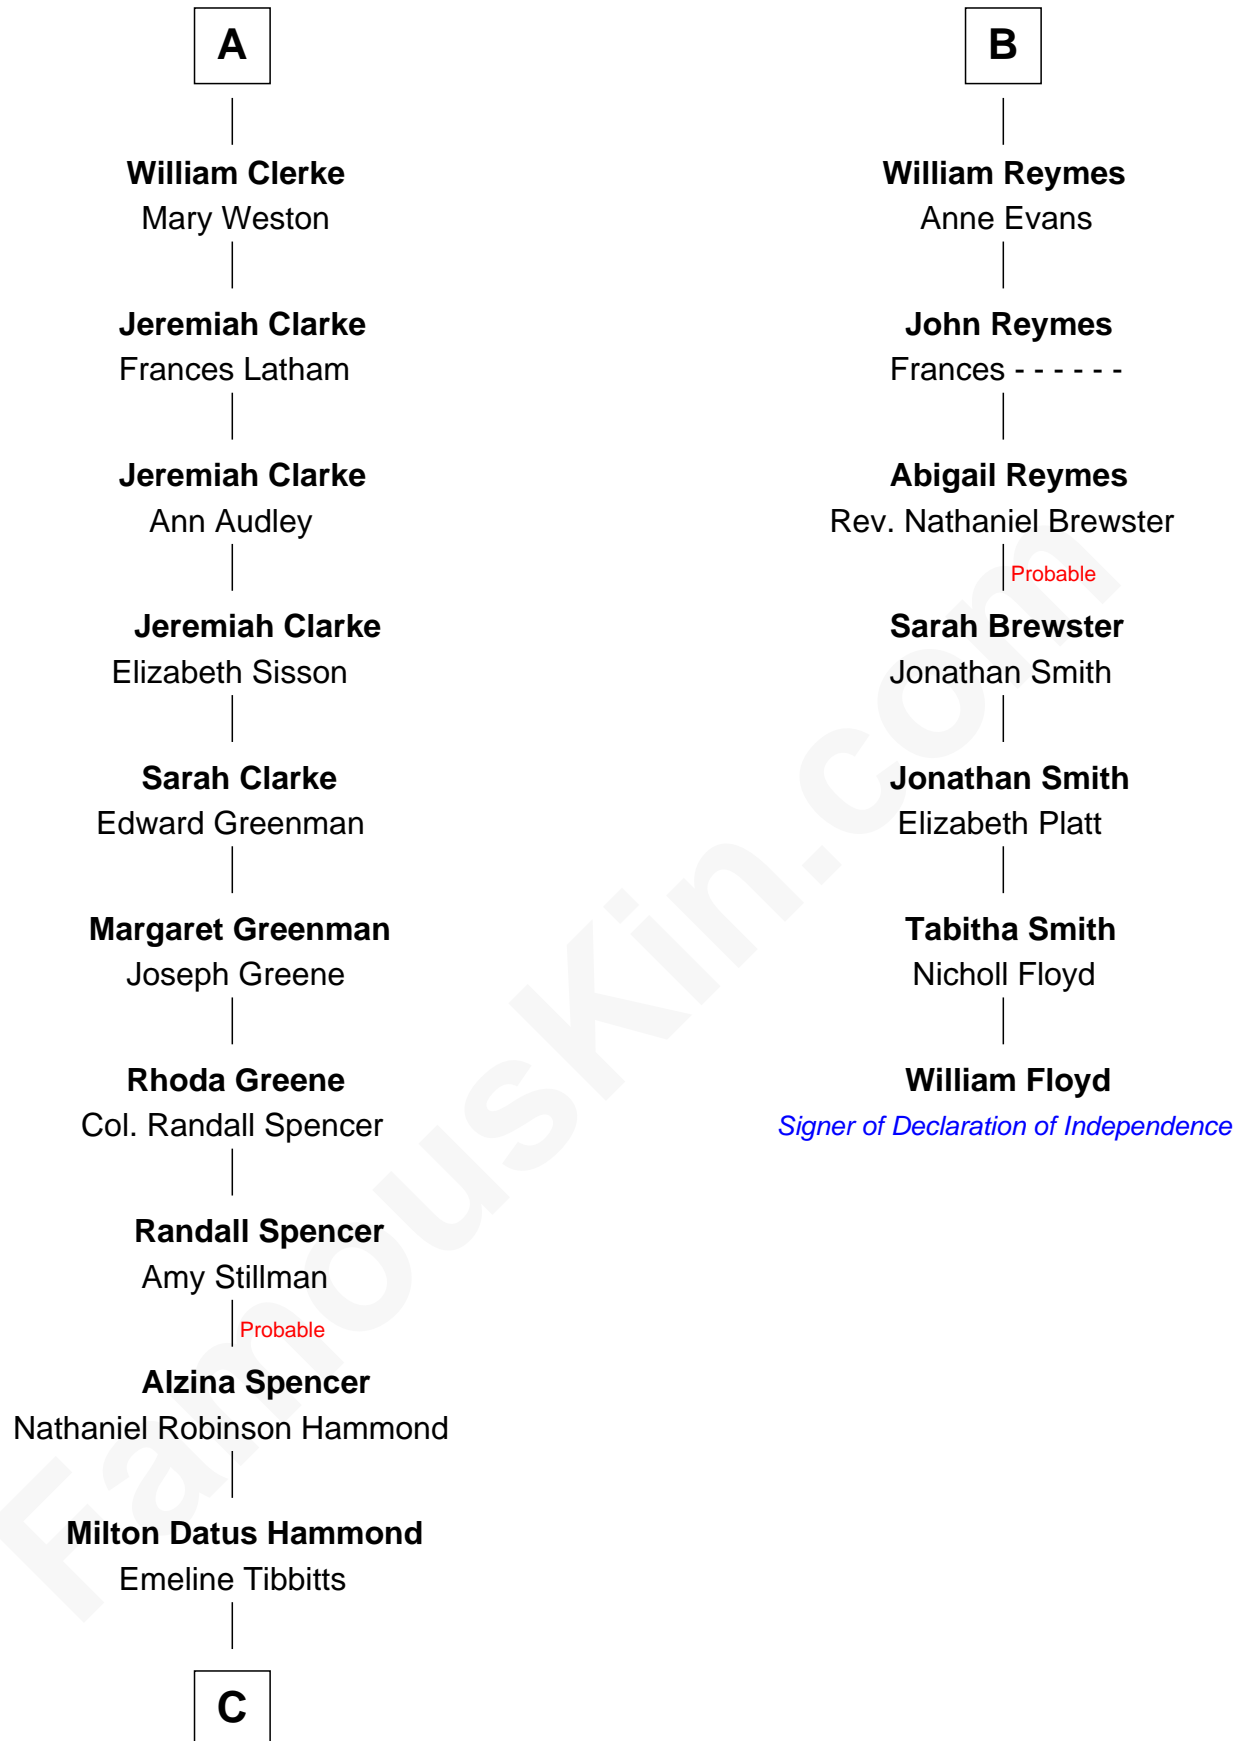 A
William Clerke
Mary Weston
Jeremiah Clarke
Frances Latham
Jeremiah Clarke
Ann Audley
Jeremiah Clarke
Elizabeth Sisson
Sarah Clarke
Edward Greenman
Margaret Greenman
Joseph Greene
Rhoda Greene
Col. Randall Spencer
Randall Spencer
Amy Stillman
Probable
Alzina Spencer
Nathaniel Robinson Hammond
Milton Datus Hammond
Emeline Tibbitts
C
B
William Reymes
Anne Evans
John Reymes
Frances - - - - - -
Abigail Reymes
Rev. Nathaniel Brewster
Probable
Sarah Brewster
Jonathan Smith
Jonathan Smith
Elizabeth Platt
Tabitha Smith
Nicholl Floyd
William Floyd
Signer of Declaration of Independence
FamousKin.com